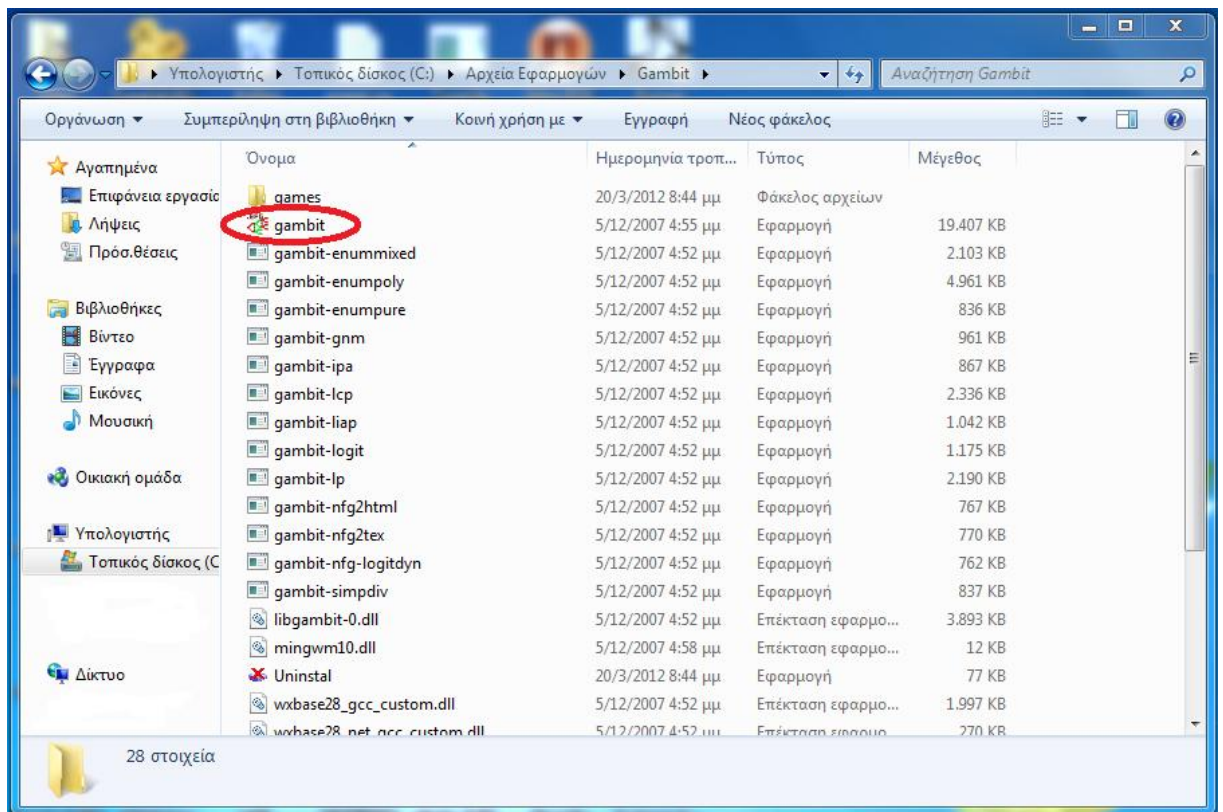 Υπολογιστής Τοπικός δίσκος (C:) Αρχεία Εφαρμογών Gambit Αναζήτηση Gambit
Οργάνωση Συμπερίληψη στη βιβλιοθήκη Κοινή χρήση με Εγγραφή Νέος φάκελος
Αγαπημένα
Επιφάνεια εργασίας
Λήψεις
Πρόσ.θέσεις
Βιβλιοθήκες
Βίντεο
Έγγραφα
Εικόνες
Μουσική
Οικιακή ομάδα
Υπολογιστής
Τοπικός δίσκος (C
Δίκτυο
Όνομα Ημερομηνία τροπ... Τύπος Μέγεθος
games 20/3/2012 8:44 μμ Φάκελος αρχείων
gambit 5/12/2007 4:55 μμ Εφαρμογή 19.407 KB
gambit-enummixed 5/12/2007 4:52 μμ Εφαρμογή 2.103 KB
gambit-enumpoly 5/12/2007 4:52 μμ Εφαρμογή 4.961 KB
gambit-enumpure 5/12/2007 4:52 μμ Εφαρμογή 836 KB
gambit-gnm 5/12/2007 4:52 μμ Εφαρμογή 961 KB
gambit-ipa 5/12/2007 4:52 μμ Εφαρμογή 867 KB
gambit-lcp 5/12/2007 4:52 μμ Εφαρμογή 2.336 KB
gambit-liap 5/12/2007 4:52 μμ Εφαρμογή 1.042 KB
gambit-logit 5/12/2007 4:52 μμ Εφαρμογή 1.175 KB
gambit-lp 5/12/2007 4:52 μμ Εφαρμογή 2.190 KB
gambit-nfg2html 5/12/2007 4:52 μμ Εφαρμογή 767 KB
gambit-nfg2tex 5/12/2007 4:52 μμ Εφαρμογή 770 KB
gambit-nfg-logitdyn 5/12/2007 4:52 μμ Εφαρμογή 762 KB
gambit-simpdiv 5/12/2007 4:52 μμ Εφαρμογή 837 KB
libgambit-0.dll 5/12/2007 4:52 μμ Επέκταση εφαρμο... 3.893 KB
mingwm10.dll 5/12/2007 4:58 μμ Επέκταση εφαρμο... 12 KB
Uninstal 20/3/2012 8:44 μμ Εφαρμογή 77 KB
wxbase28_gcc_custom.dll 5/12/2007 4:52 μμ Επέκταση εφαρμο... 1.997 KB
wxbase28_net_gcc_custom.dll 5/12/2007 4:52 μμ 270 KB
28 στοιχεία